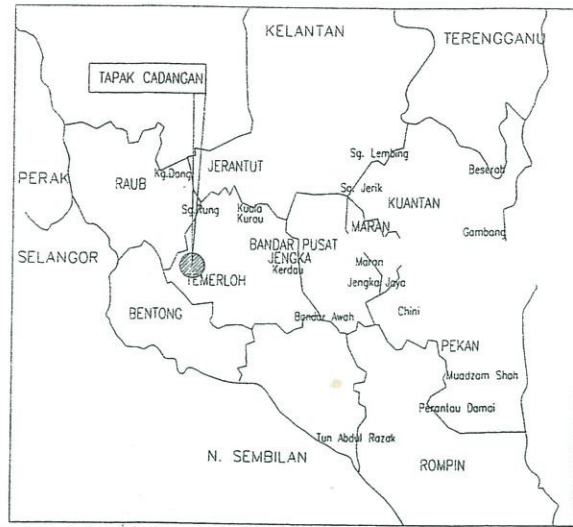 KELANTAN
TERENGGANU
TAPAK CADANGAN
Sg. Lembing
Beserah
JERANTUT
Kg.Dang
PERAK
RAUB
Sg. Jerik
KUANTAN
Sg.Rung
Kuala
Kurau
MARAN
Gambang
SELANGOR
BANDAR PUSAT
JENGKA
Kerdau
Maran
TEMERLOH
Jengka Jaya
BENTONG
Bandar Awah
Chini
PEKAN
Muadzam Shah
Perantau Damai
Tun Abdul Razak
N. SEMBILAN
ROMPIN